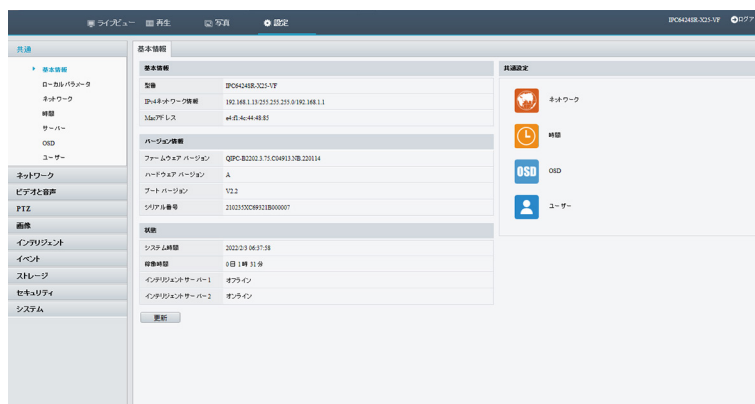 ライブビュー 再生 写真 設定 IPC6424SR-X25-VF
共通
基本情報
ローカルパラメータ
ネットワーク
時間
サーバー
OSD
ユーザー
ネットワーク
ビデオと音声
PTZ
画像
インテリジェント
イベント
ストレージ
セキュリティ
システム
基本情報
基本情報
型番 IPC6424SR-X25-VF
IPv4ネットワーク情報 192.168.1.13/255.255.255.0/192.168.1.1
Macアドレス e4:f2:4c:44:48:85
バージョン情報
ファームウェア バージョン QIPC-B2202.3.75.C04913.NB.220114
ハードウェア バージョン A
ブート バージョン V2.2
シリアル番号 210235XC69321B000007
状態
システム時間 2022/2/3 06:37:58
稼働時間 0日 1時 31分
インテリジェントサーバー1 オフライン
インテリジェントサーバー2 オンライン
更新
共通設定
ネットワーク
時間
OSD OSD
ユーザー